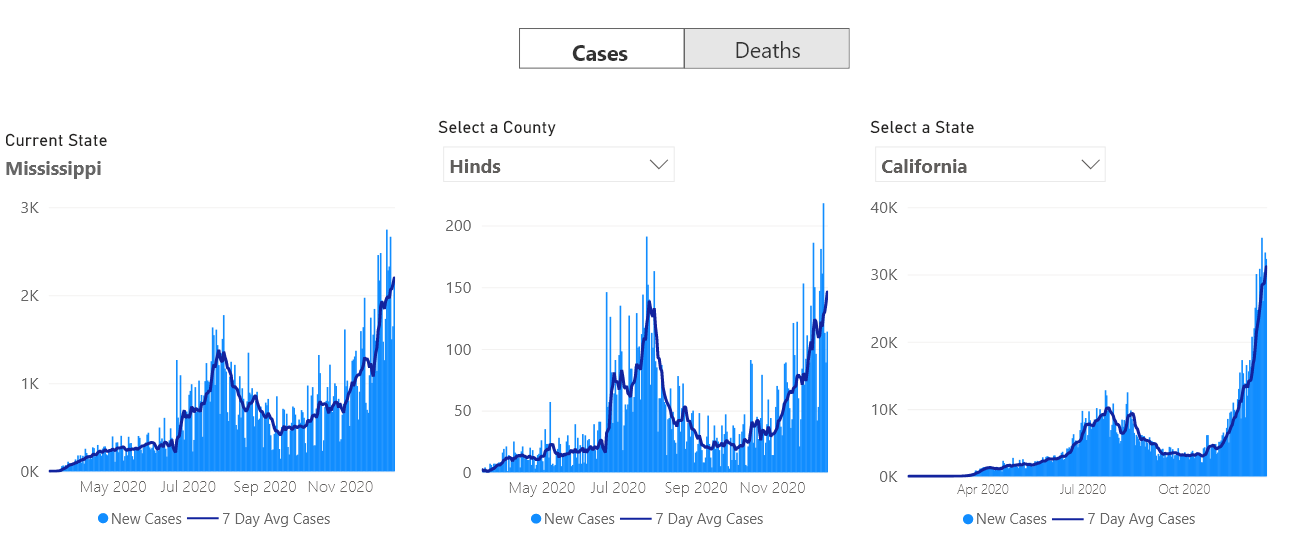 Cases Deaths
Current State
Mississippi
3K
2K
1K
0K
May 2020 Jul 2020 Sep 2020 Nov 2020
New Cases 7 Day Avg Cases
Select a County
Hinds
200
150
100
50
0
May 2020 Jul 2020 Sep 2020 Nov 2020
New Cases 7 Day Avg Cases
Select a State
California
40K
30K
20K
10K
0K
Apr 2020 Jul 2020 Oct 2020
New Cases 7 Day Avg Cases